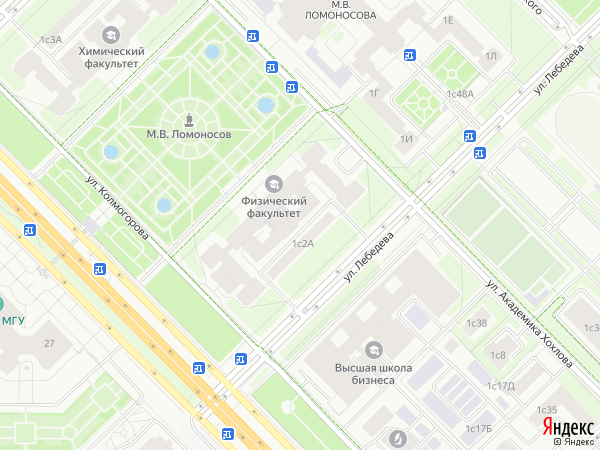 ского
М.В.
ЛОМОНОСОВА
1Е
1с3А
Химический
факультет
1Л
ул. Лебедева
1Г
1с48А
М.В. Ломоносов
1И
ул. Колмогорова
Физический
факультет
1с2А
ул. Лебедева
ул. Академика Хохлова
МГУ
27
1с38
1с8
Высшая школа
бизнеса
1с17Д
1с35
1с17Б
Яндекс
© Яндекс